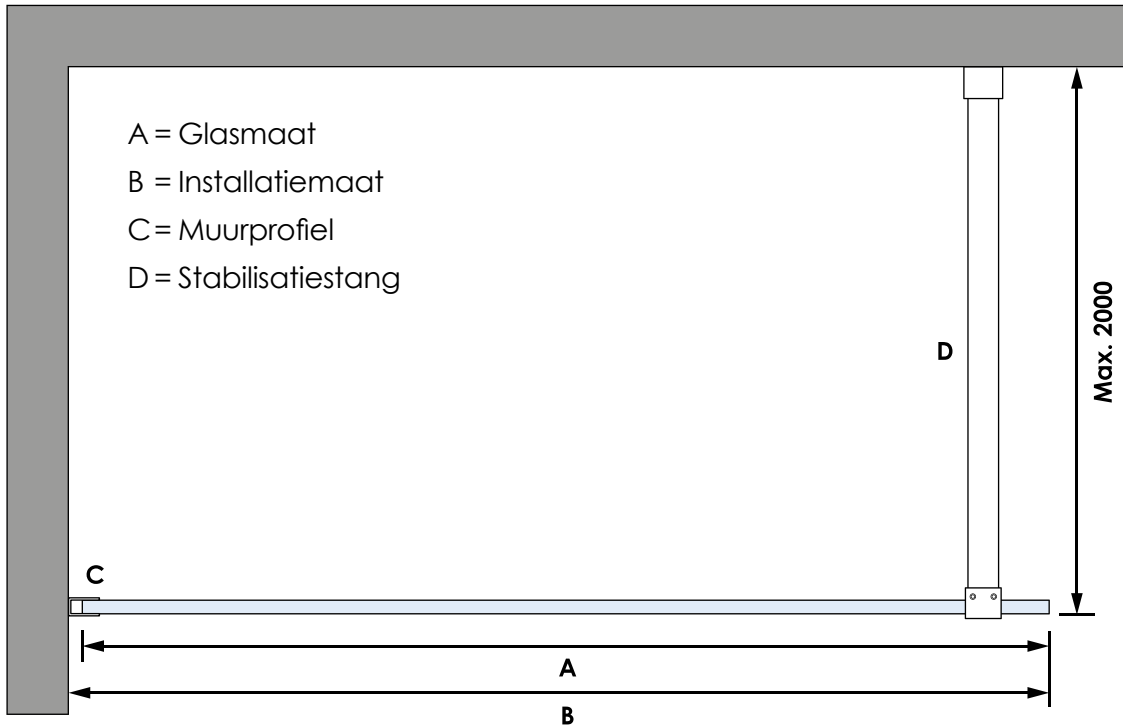 A = Glasmaat
B = Installatiemaat
C = Muurprofiel
D = Stabilisatiestang
D
Max. 2000
C
A
B